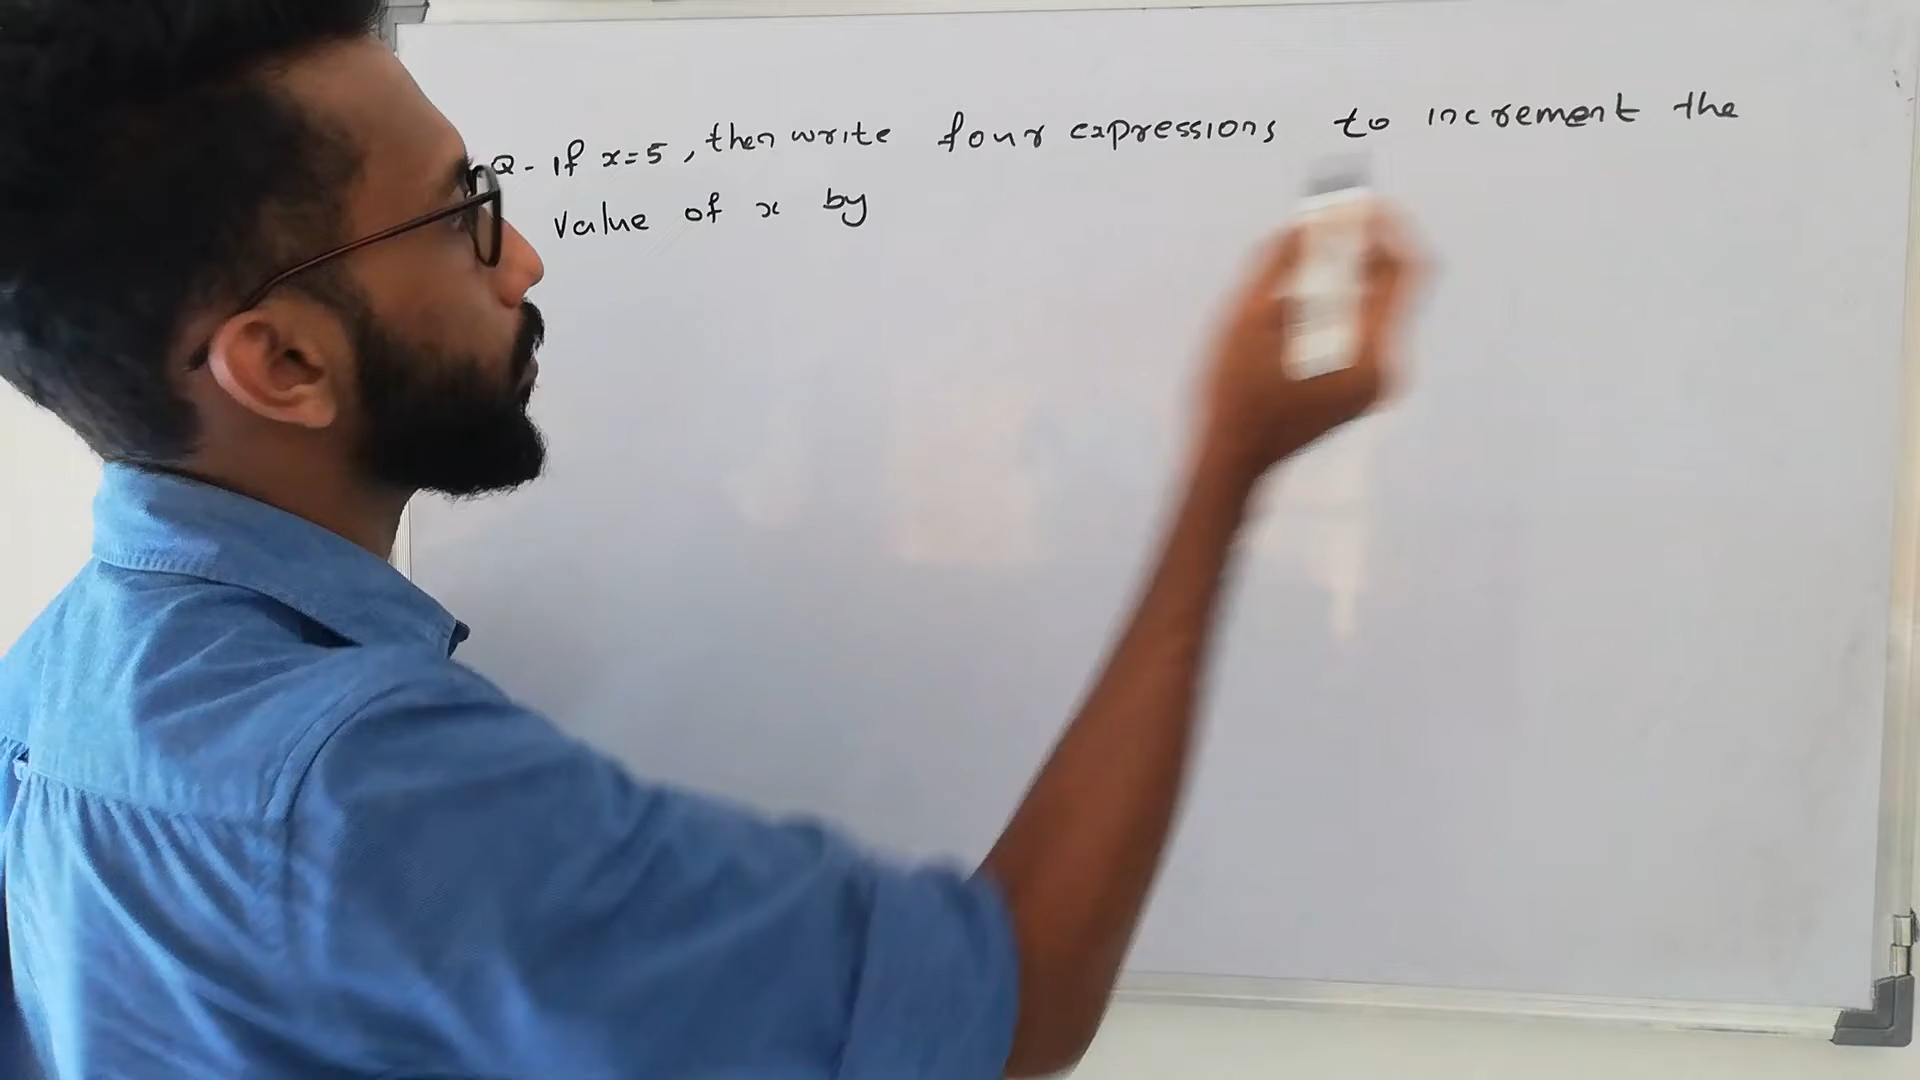 Q - If x=5, then write four expressions to increment the
value of x by